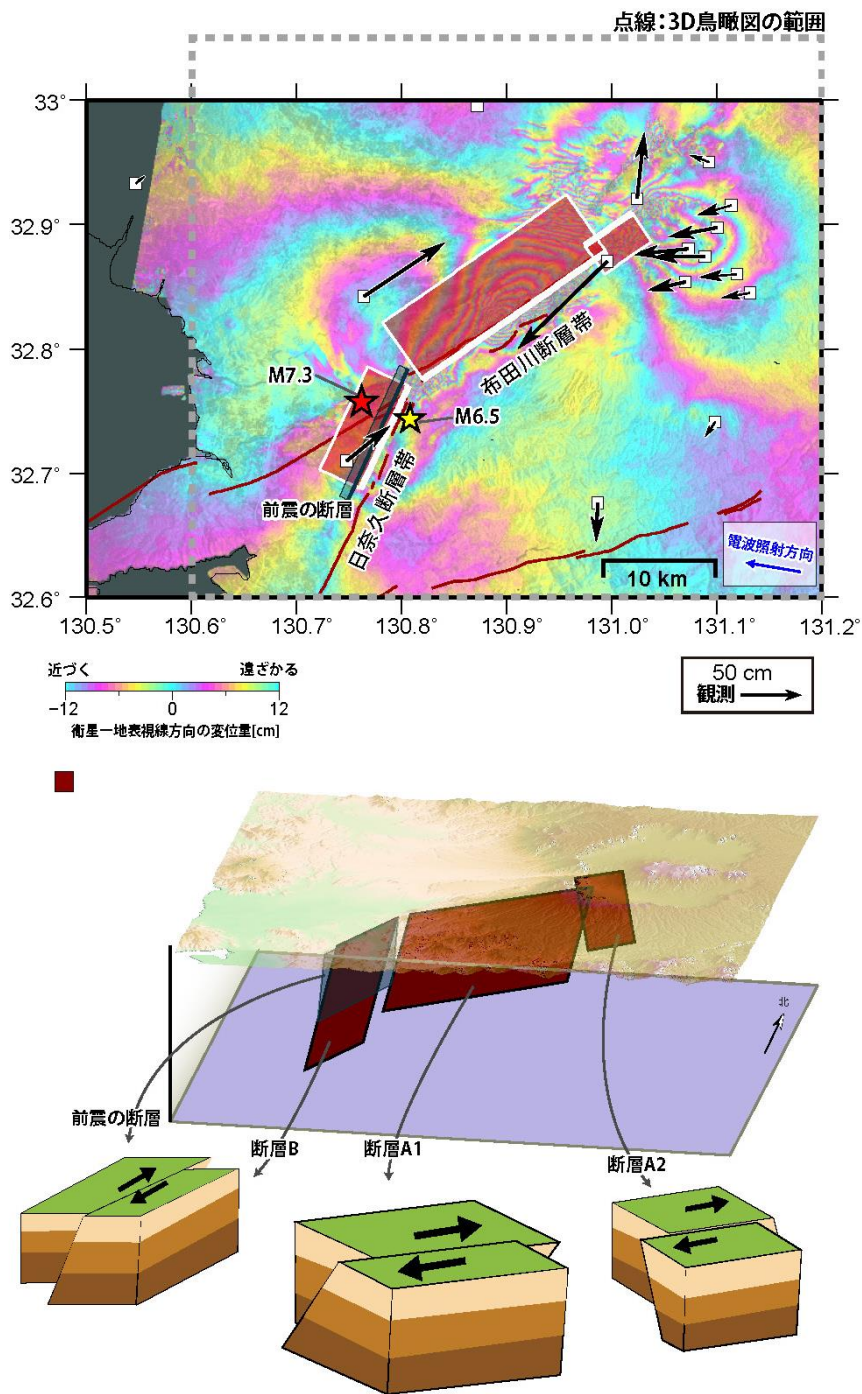 点線：3D鳥瞰図の範囲
33°
32.9°
32.8°
32.7°
32.6°
130.5°
130.6°
130.7°
130.8°
130.9°
131.0°
131.1°
131.2°
M7.3
M6.5
布田川断層帯
日奈久断層帯
前震の断層
電波照射方向
10 km
近づく
遠ざかる
−12
0
12
衛星ー地表視線方向の変位量[cm]
50 cm
観測
北
前震の断層
断層B
断層A1
断層A2